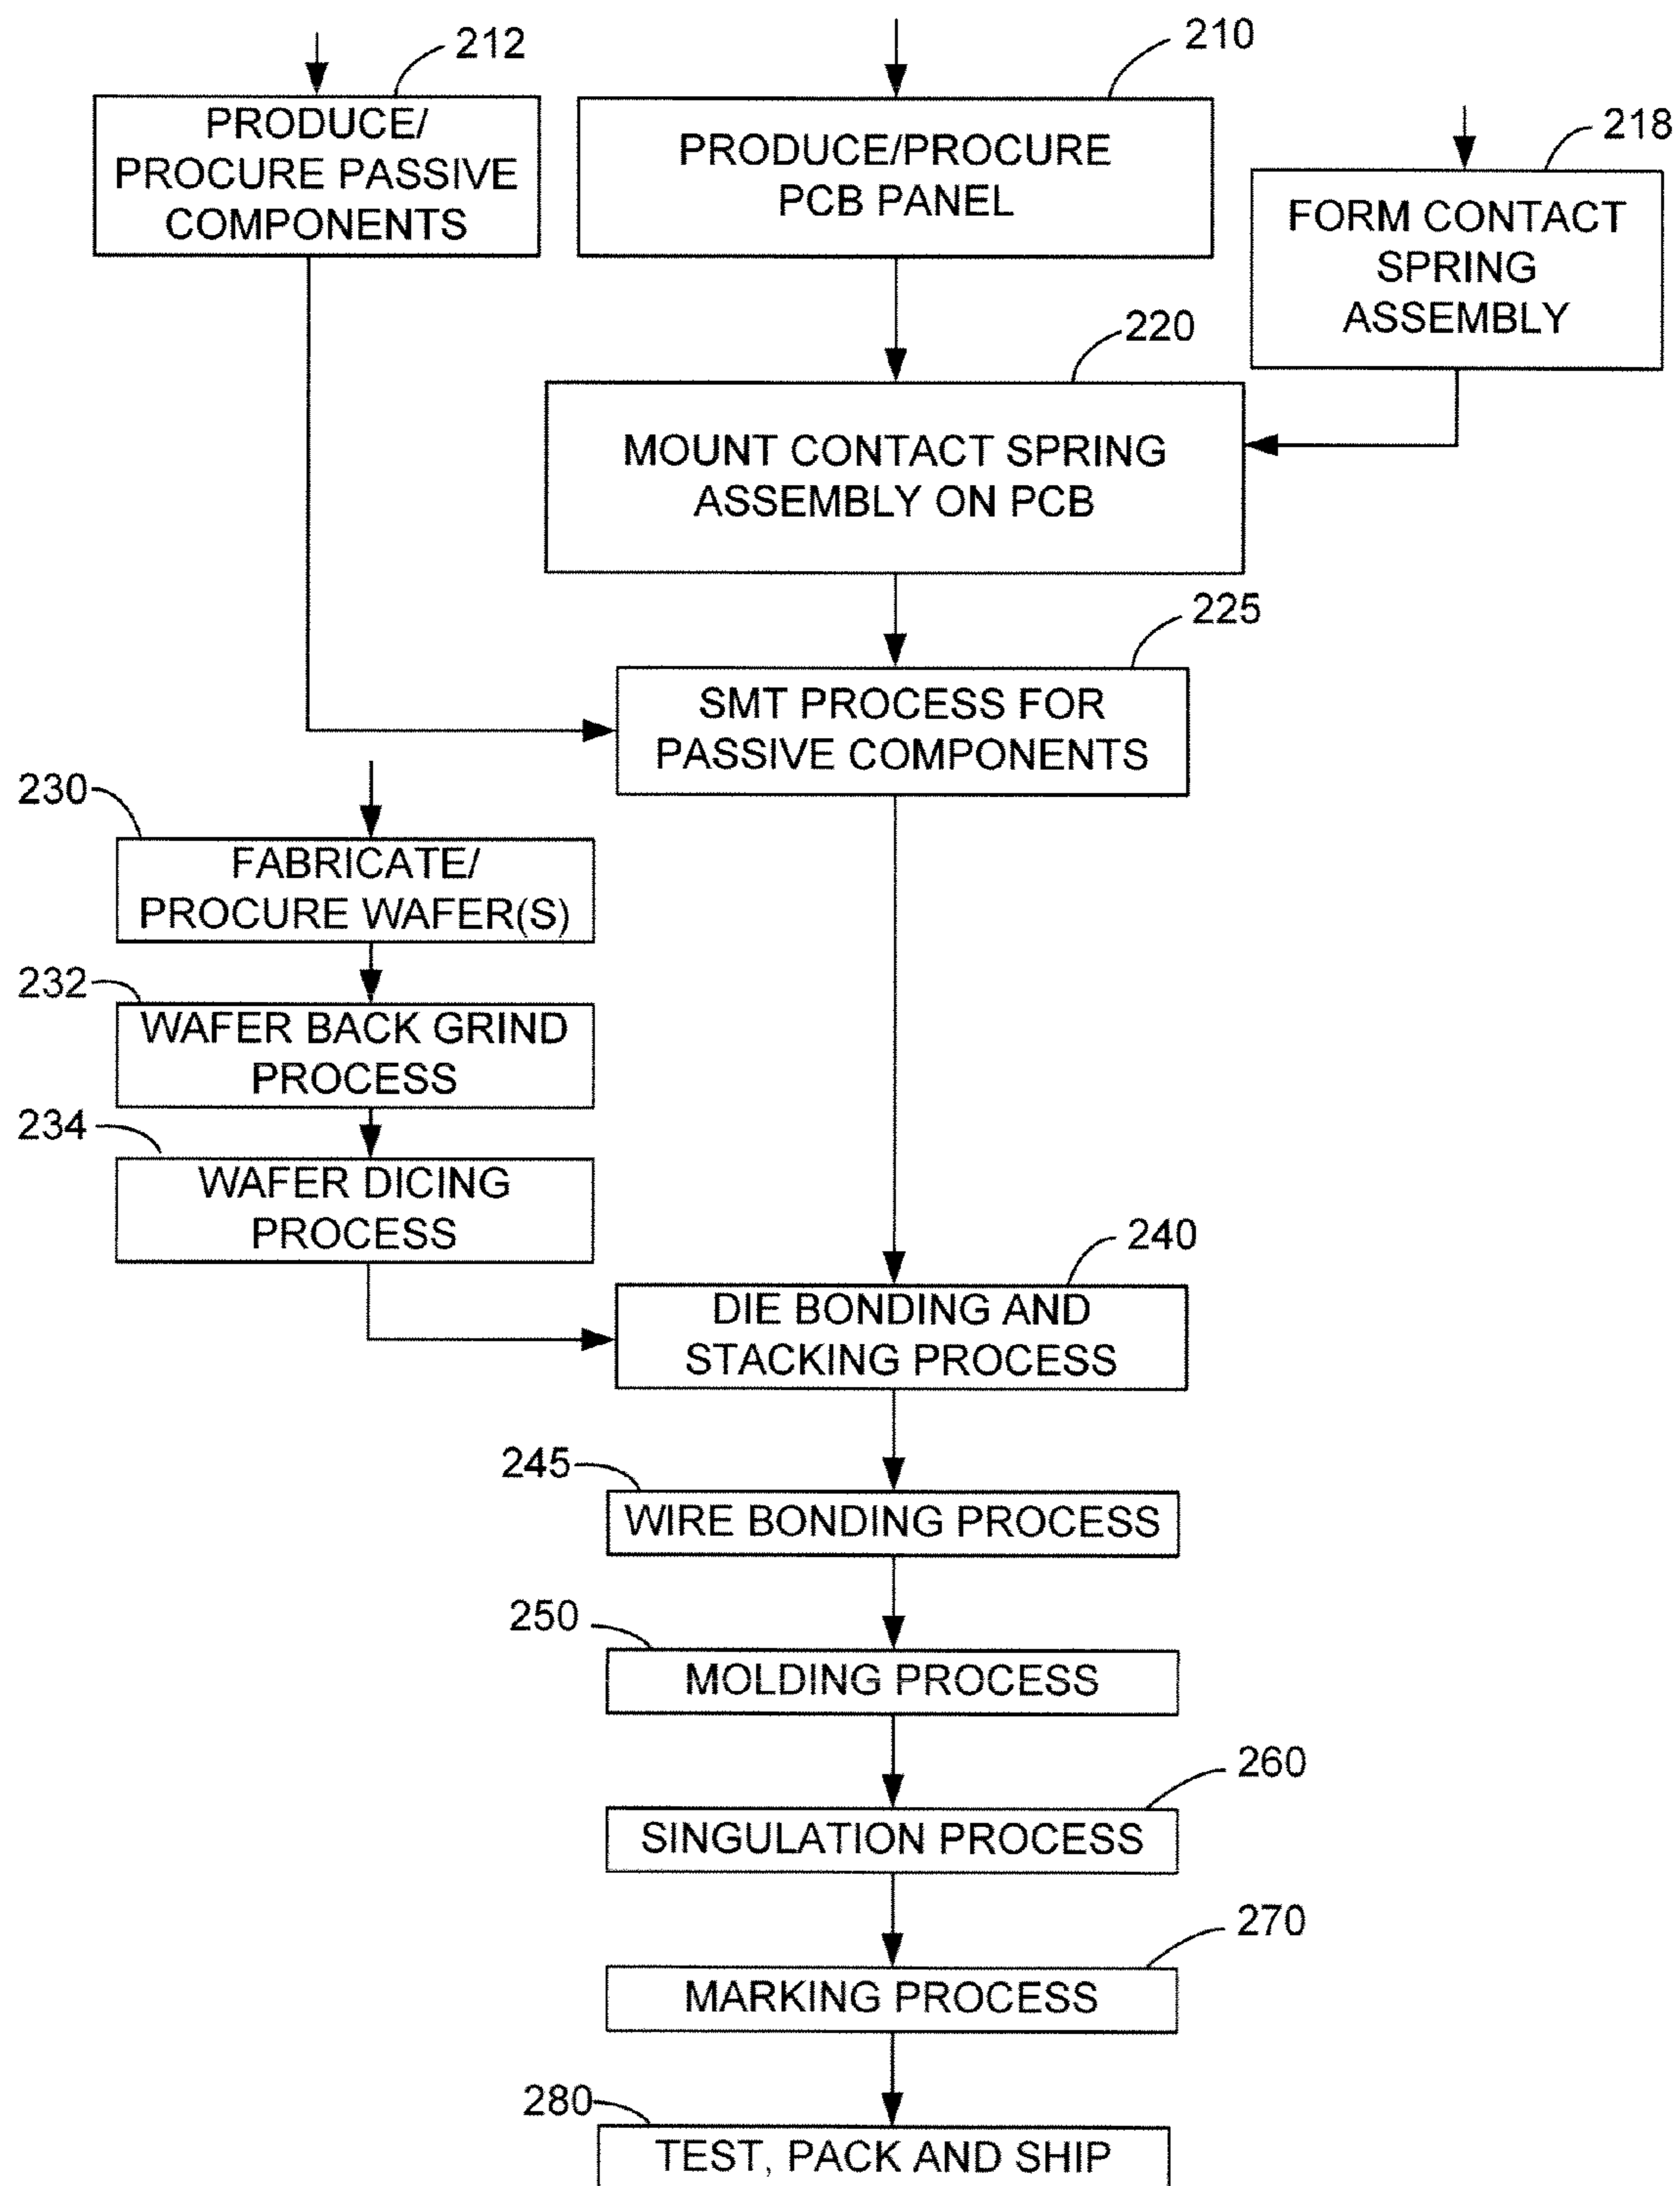 212
PRODUCE/
PROCURE PASSIVE
COMPONENTS
210
PRODUCE/PROCURE
PCB PANEL
218
FORM CONTACT
SPRING
ASSEMBLY
220
MOUNT CONTACT SPRING
ASSEMBLY ON PCB
225
SMT PROCESS FOR
PASSIVE COMPONENTS
230
FABRICATE/
PROCURE WAFER(S)
232
WAFER BACK GRIND
PROCESS
234
WAFER DICING
PROCESS
240
DIE BONDING AND
STACKING PROCESS
245
WIRE BONDING PROCESS
250
MOLDING PROCESS
260
SINGULATION PROCESS
270
MARKING PROCESS
280
TEST, PACK AND SHIP